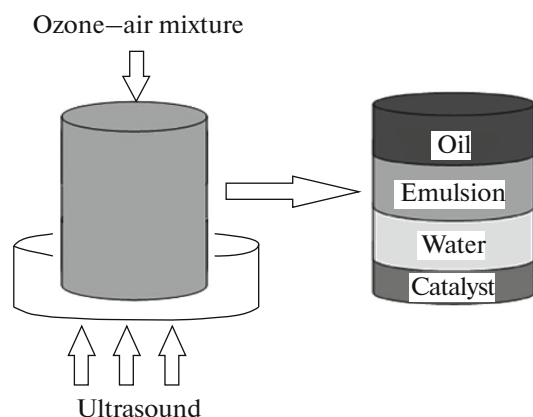 Ozone–air mixture
Oil
Emulsion
Water
Catalyst
Ultrasound